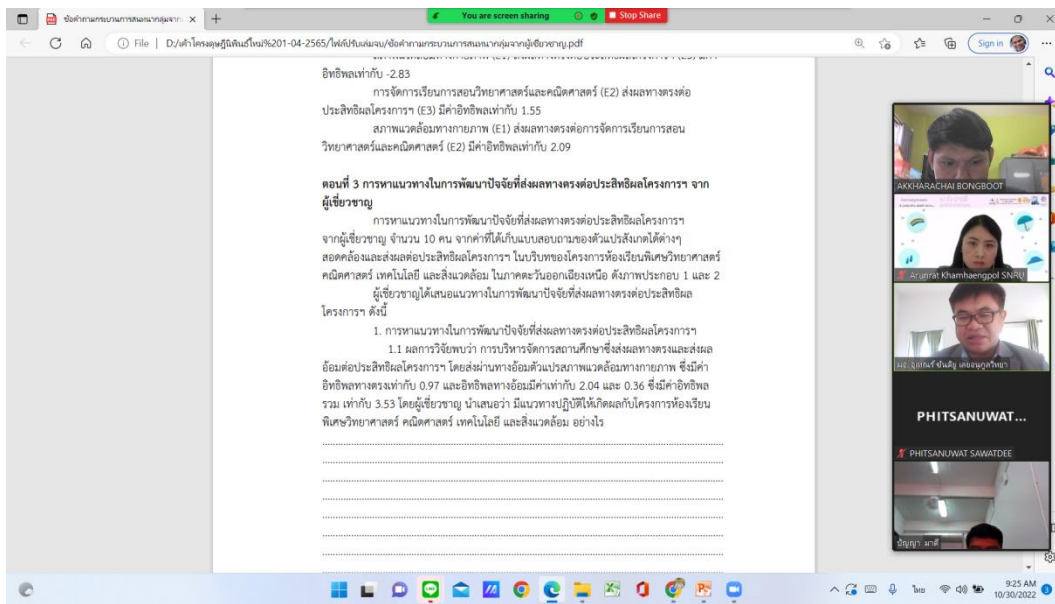 ข้อคำถามกระบวนการสนทนากลุ่มจาก
You are screen sharing
Stop Share
File
D:/เค้าโครงดุษฎีนิพนธ์ใหม่%201-04-2565/ไฟล์ปรับเล่มจบ/ข้อคำถามกระบวนการสนทนากลุ่มจากผู้เชี่ยวชาญ.pdf
Sign in
อิทธิพลเท่ากับ -2.83
การจัดการเรียนการสอนวิทยาศาสตร์และคณิตศาสตร์ (E2) ส่งผลทางตรงต่อ
ประสิทธิผลโครงการฯ (E3) มีค่าอิทธิพลเท่ากับ 1.55
สภาพแวดล้อมทางกายภาพ (E1) ส่งผลทางตรงต่อการจัดการเรียนการสอน
วิทยาศาสตร์และคณิตศาสตร์ (E2) มีค่าอิทธิพลเท่ากับ 2.09
ตอนที่ 3 การหาแนวทางในการพัฒนาปัจจัยที่ส่งผลทางตรงต่อประสิทธิผลโครงการฯ จาก
ผู้เชี่ยวชาญ
การหาแนวทางในการพัฒนาปัจจัยที่ส่งผลทางตรงต่อประสิทธิผลโครงการฯ
จากผู้เชี่ยวชาญ จำนวน 10 คน จากค่าที่ได้เก็บแบบสอบถามของตัวแปรสังเกตได้ต่างๆ
สอดคล้องและส่งผลต่อประสิทธิผลโครงการฯ ในบริบทของโครงการห้องเรียนพิเศษวิทยาศาสตร์
คณิตศาสตร์ เทคโนโลยี และสิ่งแวดล้อม ในภาคตะวันออกเฉียงเหนือ ดังภาพประกอบ 1 และ 2
ผู้เชี่ยวชาญได้เสนอแนวทางในการพัฒนาปัจจัยที่ส่งผลทางตรงต่อประสิทธิผล
โครงการฯ ดังนี้
1. การหาแนวทางในการพัฒนาปัจจัยที่ส่งผลทางตรงต่อประสิทธิผลโครงการฯ
1.1 ผลการวิจัยพบว่า การบริหารจัดการสถานศึกษาซึ่งส่งผลทางตรงและส่งผล
อ้อมต่อประสิทธิผลโครงการฯ โดยส่งผ่านทางอ้อมตัวแปรสภาพแวดล้อมทางกายภาพ ซึ่งมีค่า
อิทธิพลทางตรงเท่ากับ 0.97 และอิทธิพลทางอ้อมมีค่าเท่ากับ 2.04 และ 0.36 ซึ่งมีค่าอิทธิพล
รวม เท่ากับ 3.53 โดยผู้เชี่ยวชาญ นำเสนอว่า มีแนวทางปฏิบัติให้เกิดผลกับโครงการห้องเรียน
พิเศษวิทยาศาสตร์ คณิตศาสตร์ เทคโนโลยี และสิ่งแวดล้อม อย่างไร
AKKHARACHAI BONGBOOT
Arunrat Khamhaengpol SNRU
PHITSANUWAT...
PHITSANUWAT SAWATDEE
ปัญญา มาศี
ไทย
9:25 AM
10/30/2022